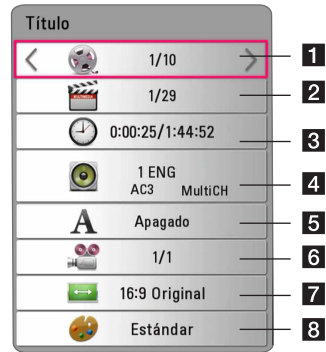 Título
1/10
1
1/29
2
0:00:25/1:44:52
3
1 ENG
AC3 MultiCH
4
A
Apagado
5
1/1
6
16:9 Original
7
Estándar
8